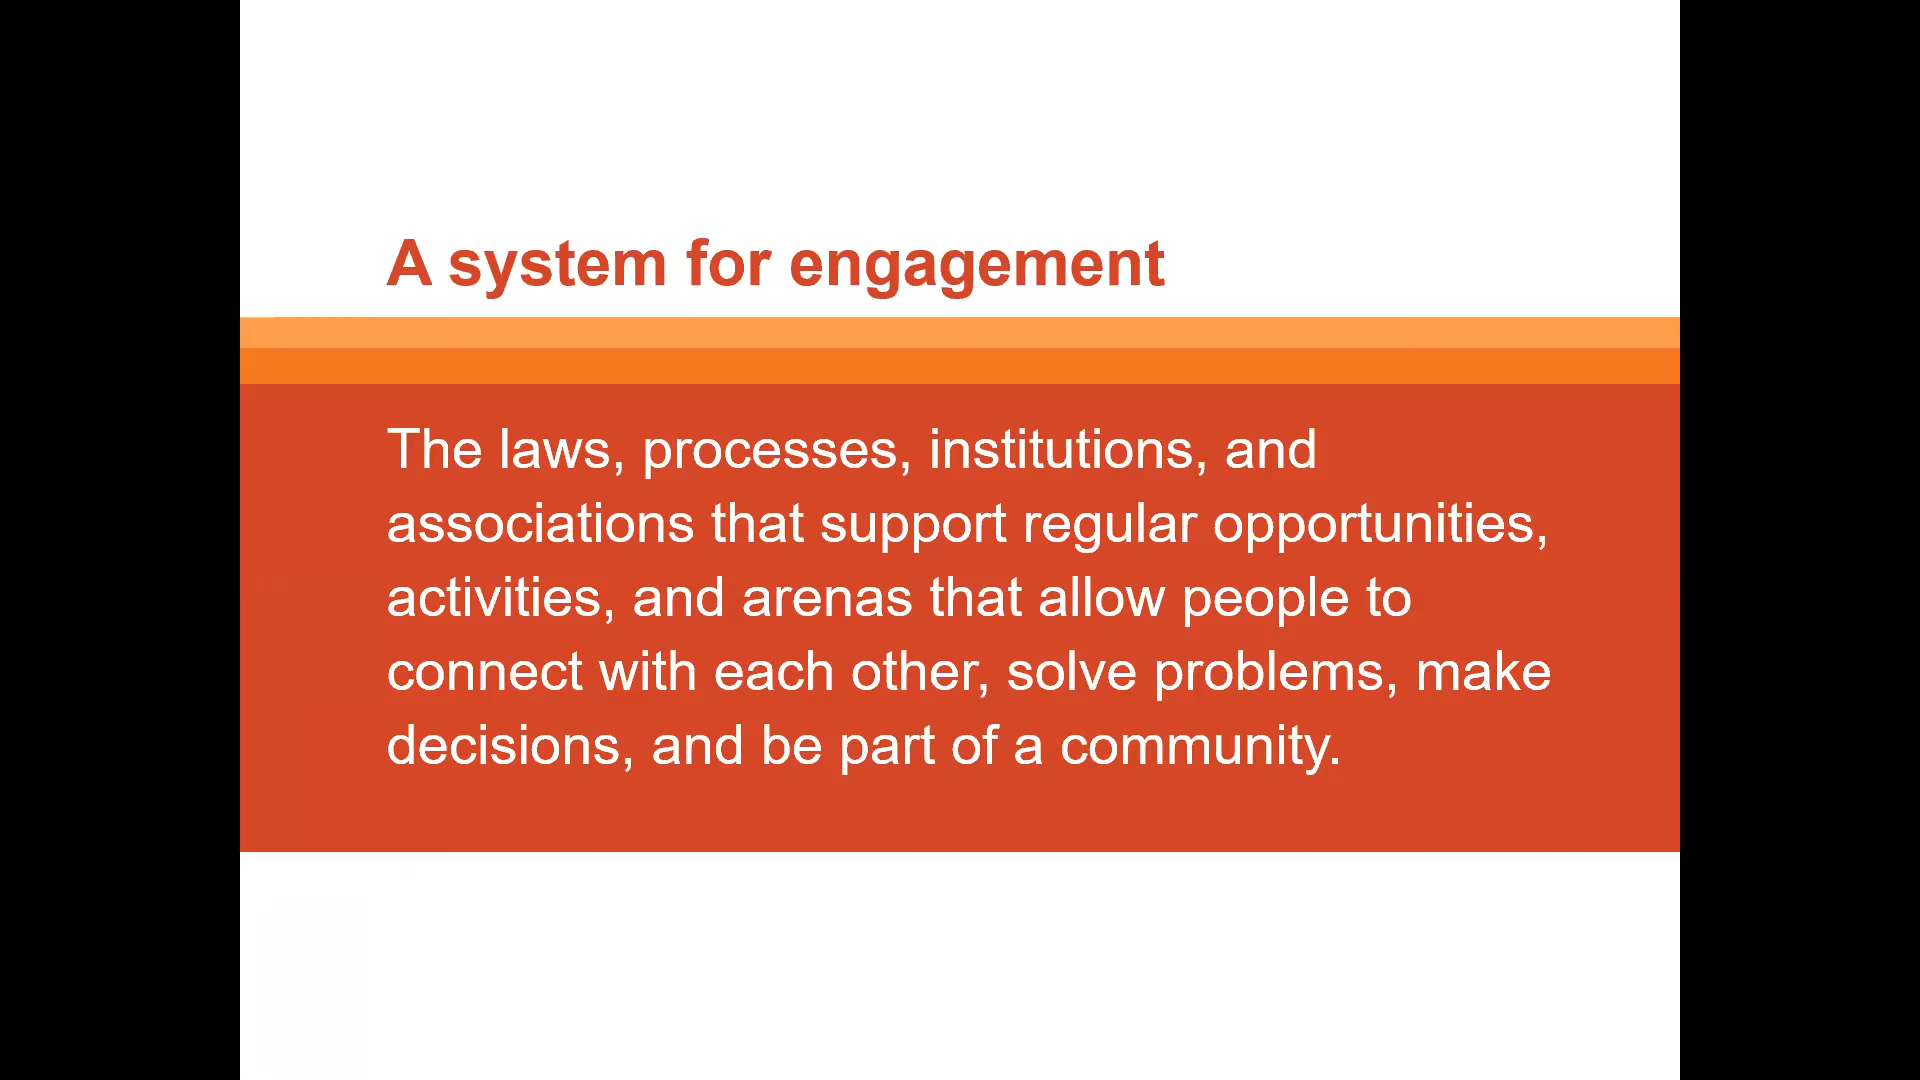 A system for engagement
The laws, processes, institutions, and
associations that support regular opportunities,
activities, and arenas that allow people to
connect with each other, solve problems, make
decisions, and be part of a community.